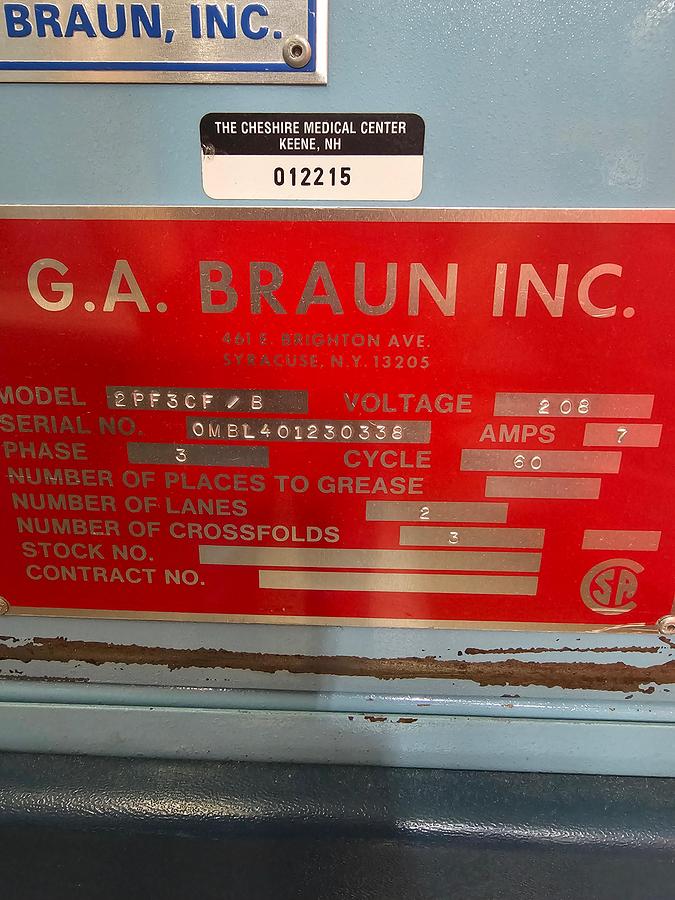 BRAUN, INC.
THE CHESHIRE MEDICAL CENTER
KEENE, NH
012215
G.A. BRAUN INC.
461 E. BRIGHTON AVE.
SYRACUSE, N.Y. 13205
MODEL 2PF3CF/B VOLTAGE 208
SERIAL NO. 0MBL401230338 AMPS 7
PHASE 3 CYCLE 60
NUMBER OF PLACES TO GREASE
NUMBER OF LANES 2
NUMBER OF CROSSFOLDS 3
STOCK NO.
CONTRACT NO.
CSA